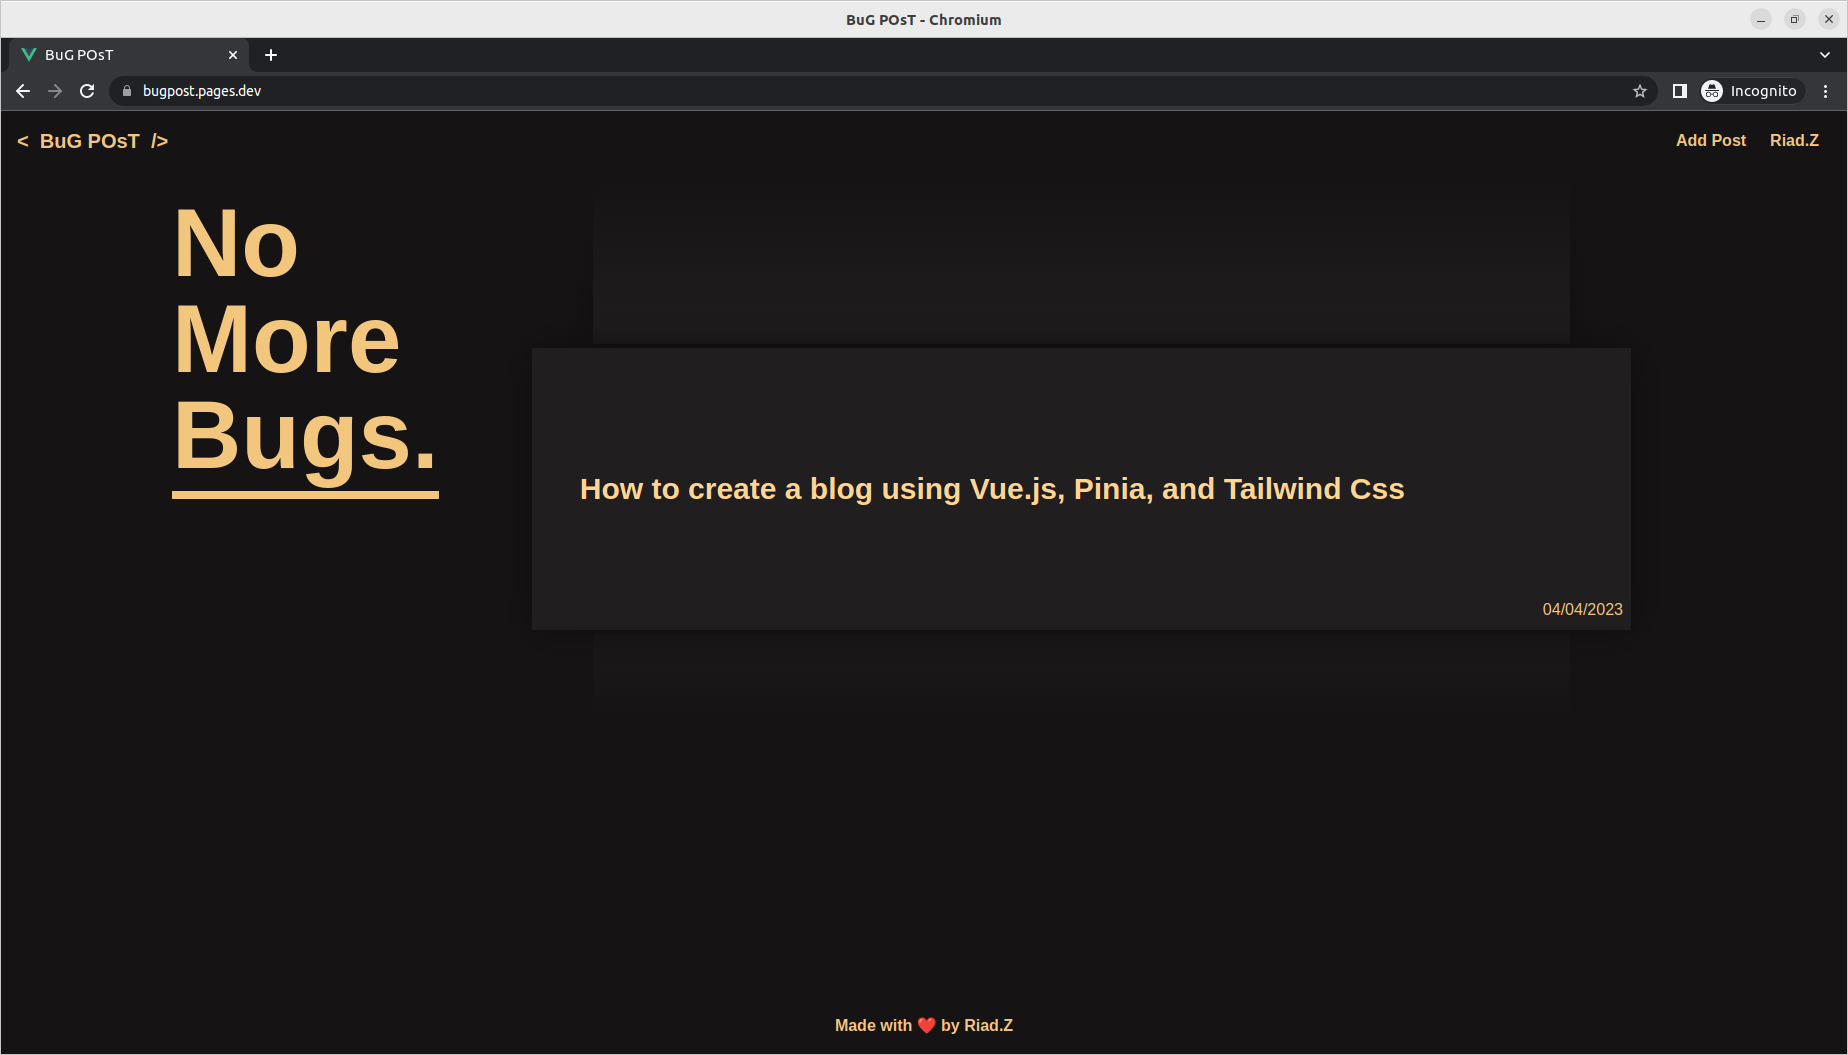 BuG POsT - Chromium
BuG POsT
bugpost.pages.dev
Incognito
< BuG POsT />
Add Post
Riad.Z
No
More
Bugs.
How to create a blog using Vue.js, Pinia, and Tailwind Css
04/04/2023
Made with ❤️ by Riad.Z